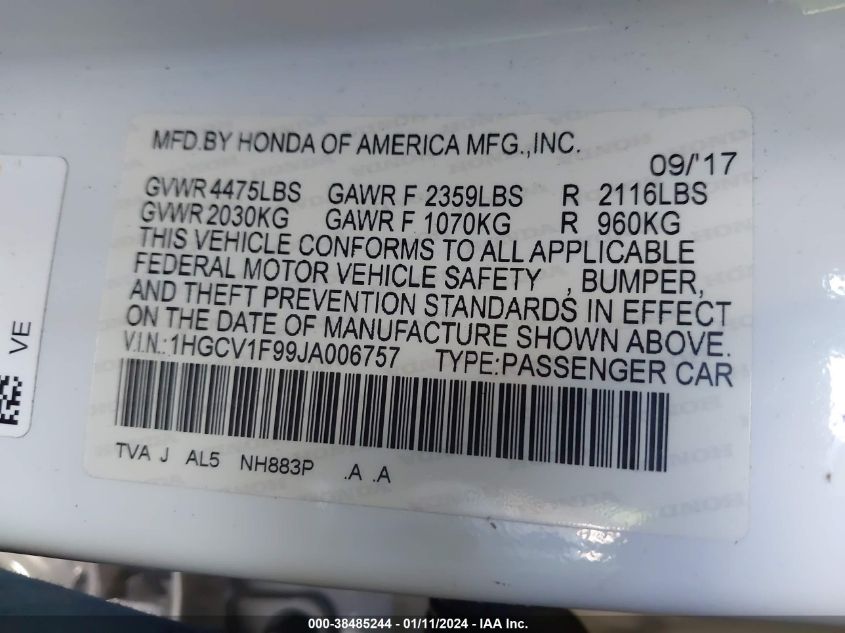 MFD.BY HONDA OF AMERICA MFG.,INC.
09/'17
GVWR 4475LBS GAWR F 2359LBS R 2116LBS
GVWR 2030KG GAWR F 1070KG R 960KG
THIS VEHICLE CONFORMS TO ALL APPLICABLE
FEDERAL MOTOR VEHICLE SAFETY , BUMPER,
AND THEFT PREVENTION STANDARDS IN EFFECT
ON THE DATE OF MANUFACTURE SHOWN ABOVE.
V.I.N.:1HGCV1F99JA006757 TYPE:PASSENGER CAR
TVA J AL5 NH883P .A .A
VE
000-38485244 - 01/11/2024 - IAA Inc.